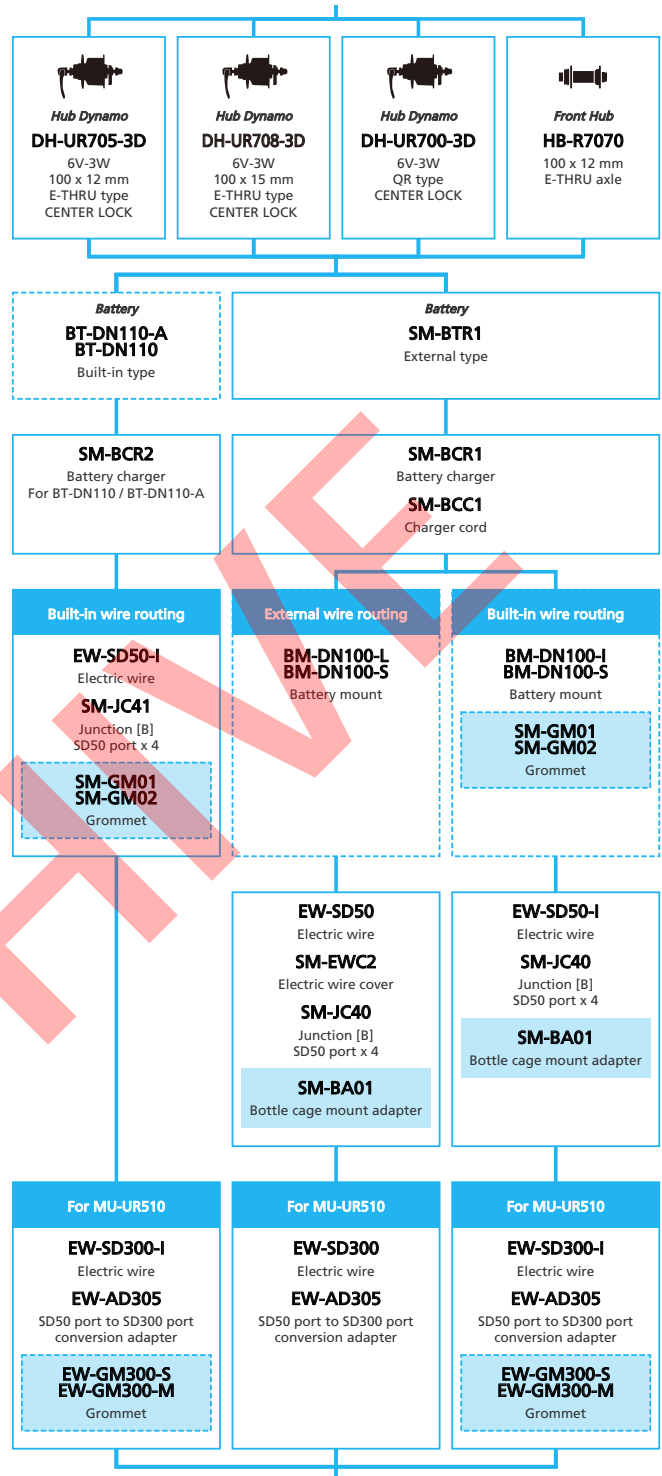 Hub Dynamo
DH-UR705-3D
6V-3W
100 x 12 mm
E-THRU type
CENTER LOCK
Hub Dynamo
DH-UR708-3D
6V-3W
100 x 15 mm
E-THRU type
CENTER LOCK
Hub Dynamo
DH-UR700-3D
6V-3W
QR type
CENTER LOCK
Front Hub
HB-R7070
100 x 12 mm
E-THRU axle
Battery
BT-DN110-A
BT-DN110
Built-in type
Battery
SM-BTR1
External type
SM-BCR2
Battery charger
For BT-DN110 / BT-DN110-A
SM-BCR1
Battery charger
SM-BCC1
Charger cord
Built-in wire routing
EW-SD50-I
Electric wire
SM-JC41
Junction [B]
SD50 port x 4
SM-GM01
SM-GM02
Grommet
External wire routing
BM-DN100-L
BM-DN100-S
Battery mount
Built-in wire routing
BM-DN100-I
BM-DN100-S
Battery mount
SM-GM01
SM-GM02
Grommet
EW-SD50
Electric wire
SM-EWC2
Electric wire cover
SM-JC40
Junction [B]
SD50 port x 4
SM-BA01
Bottle cage mount adapter
EW-SD50-I
Electric wire
SM-JC40
Junction [B]
SD50 port x 4
SM-BA01
Bottle cage mount adapter
For MU-UR510
EW-SD300-I
Electric wire
EW-AD305
SD50 port to SD300 port
conversion adapter
EW-GM300-S
EW-GM300-M
Grommet
For MU-UR510
EW-SD300
Electric wire
EW-AD305
SD50 port to SD300 port
conversion adapter
For MU-UR510
EW-SD300-I
Electric wire
EW-AD305
SD50 port to SD300 port
conversion adapter
EW-GM300-S
EW-GM300-M
Grommet
HIVE